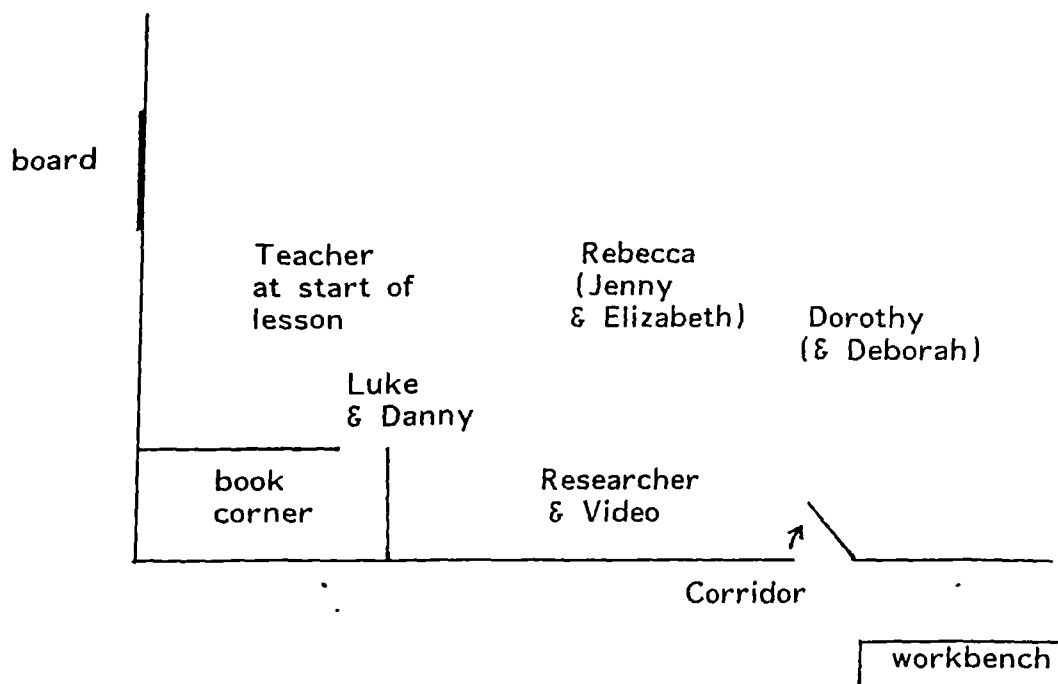 board
Teacher
at start of
lesson
Rebecca
(Jenny
& Elizabeth)
Dorothy
(& Deborah)
Luke
& Danny
book
corner
Researcher
& Video
Corridor
workbench